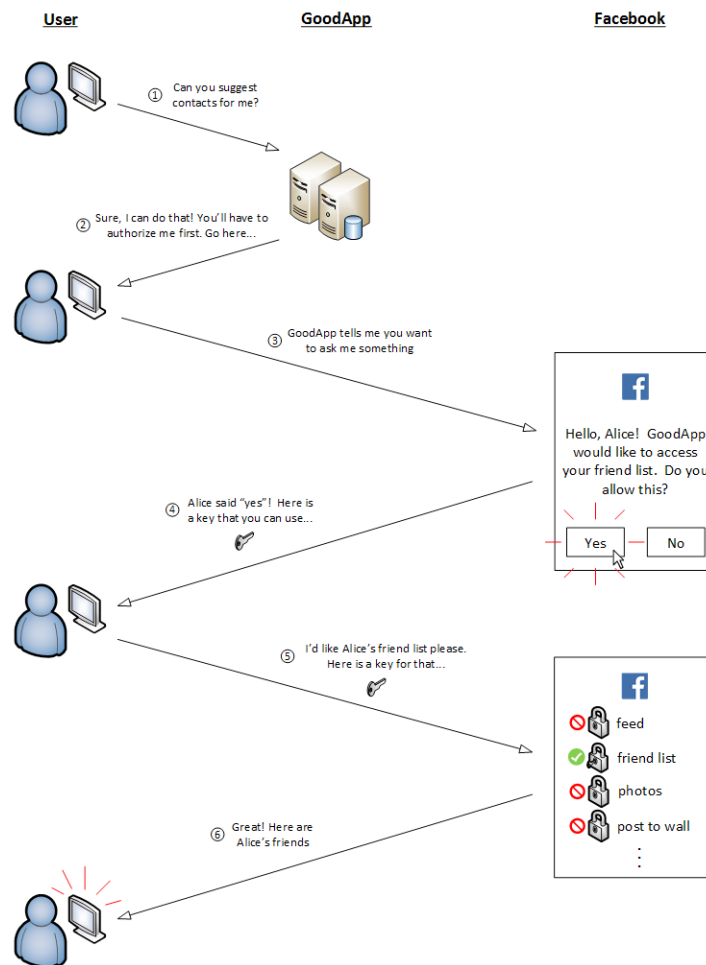 User
GoodApp
Facebook
① Can you suggest
contacts for me?
Sure, I can do that! You'll have to
② authorize me first. Go here...
③ GoodApp tells me you want
to ask me something
f
Hello, Alice! GoodApp
would like to access
your friend list. Do you
allow this?
Yes
No
④ Alice said "yes"! Here is
a key that you can use...
⑤ I'd like Alice's friend list please.
Here is a key for that...
f
feed
friend list
photos
post to wall
⑥ Great! Here are
Alice's friends